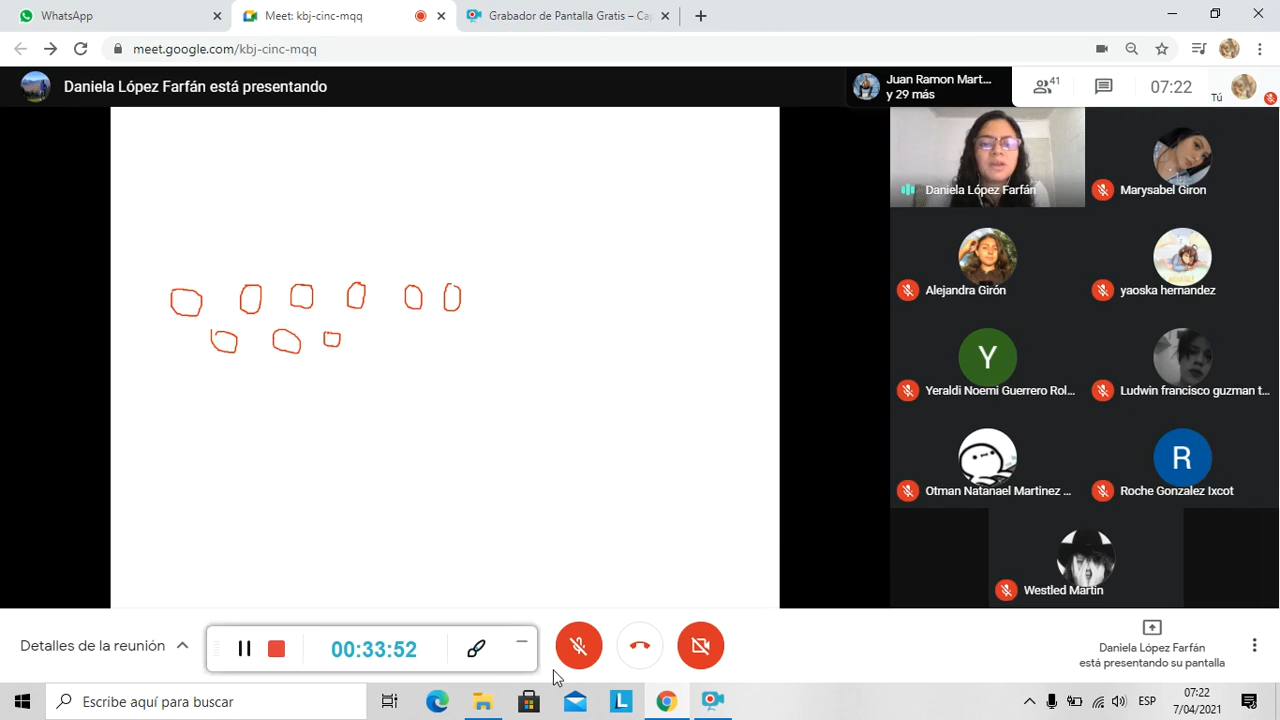 WhatsApp
Meet: kbj-cinc-mqq
Grabador de Pantalla Gratis – Ca
meet.google.com/kbj-cinc-mqq
Daniela López Farfán está presentando
Juan Ramon Mart...
y 29 más
41
07:22
Tú
Daniela López Farfán
Marysabel Giron
Alejandra Girón
yaoska hernandez
Y
Yeraldi Noemi Guerrero Rol...
Ludwin francisco guzman t...
Otman Natanael Martinez ...
R
Roche Gonzalez Ixcot
Westled Martin
Detalles de la reunión
00:33:52
Daniela López Farfán
está presentando su pantalla
Escribe aquí para buscar
L
ESP
07:22
7/04/2021